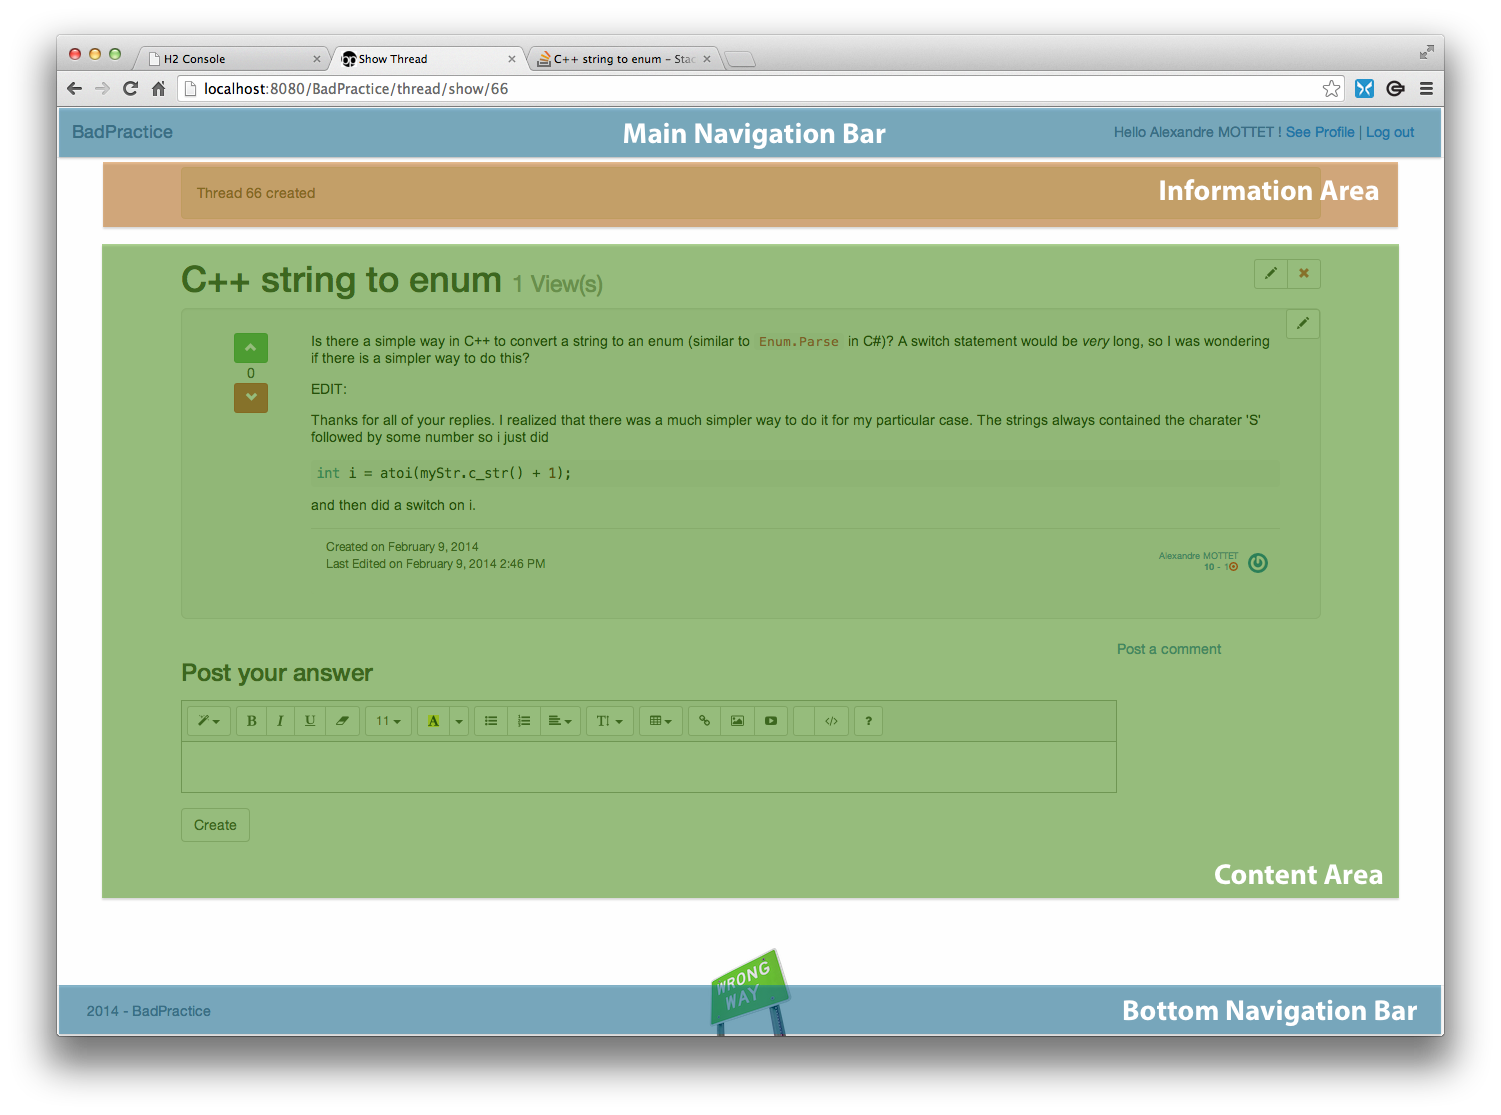 H2 Console
Show Thread
C++ string to enum – Stac
localhost:8080/BadPractice/thread/show/66
BadPractice
Main Navigation Bar
Hello Alexandre MOTTET ! See Profile | Log out
Thread 66 created
Information Area
C++ string to enum 1 View(s)
Is there a simple way in C++ to convert a string to an enum (similar to Enum.Parse in C#)? A switch statement would be very long, so I was wondering
if there is a simpler way to do this?
0
EDIT:
Thanks for all of your replies. I realized that there was a much simpler way to do it for my particular case. The strings always contained the charater 'S'
followed by some number so i just did
int i = atoi(myStr.c_str() + 1);
and then did a switch on i.
Created on February 9, 2014
Last Edited on February 9, 2014 2:46 PM
Alexandre MOTTET
10 - 1
Post a comment
Post your answer
B I U 11 A T! </> ?
Create
Content Area
WRONG
WAY
2014 - BadPractice
Bottom Navigation Bar